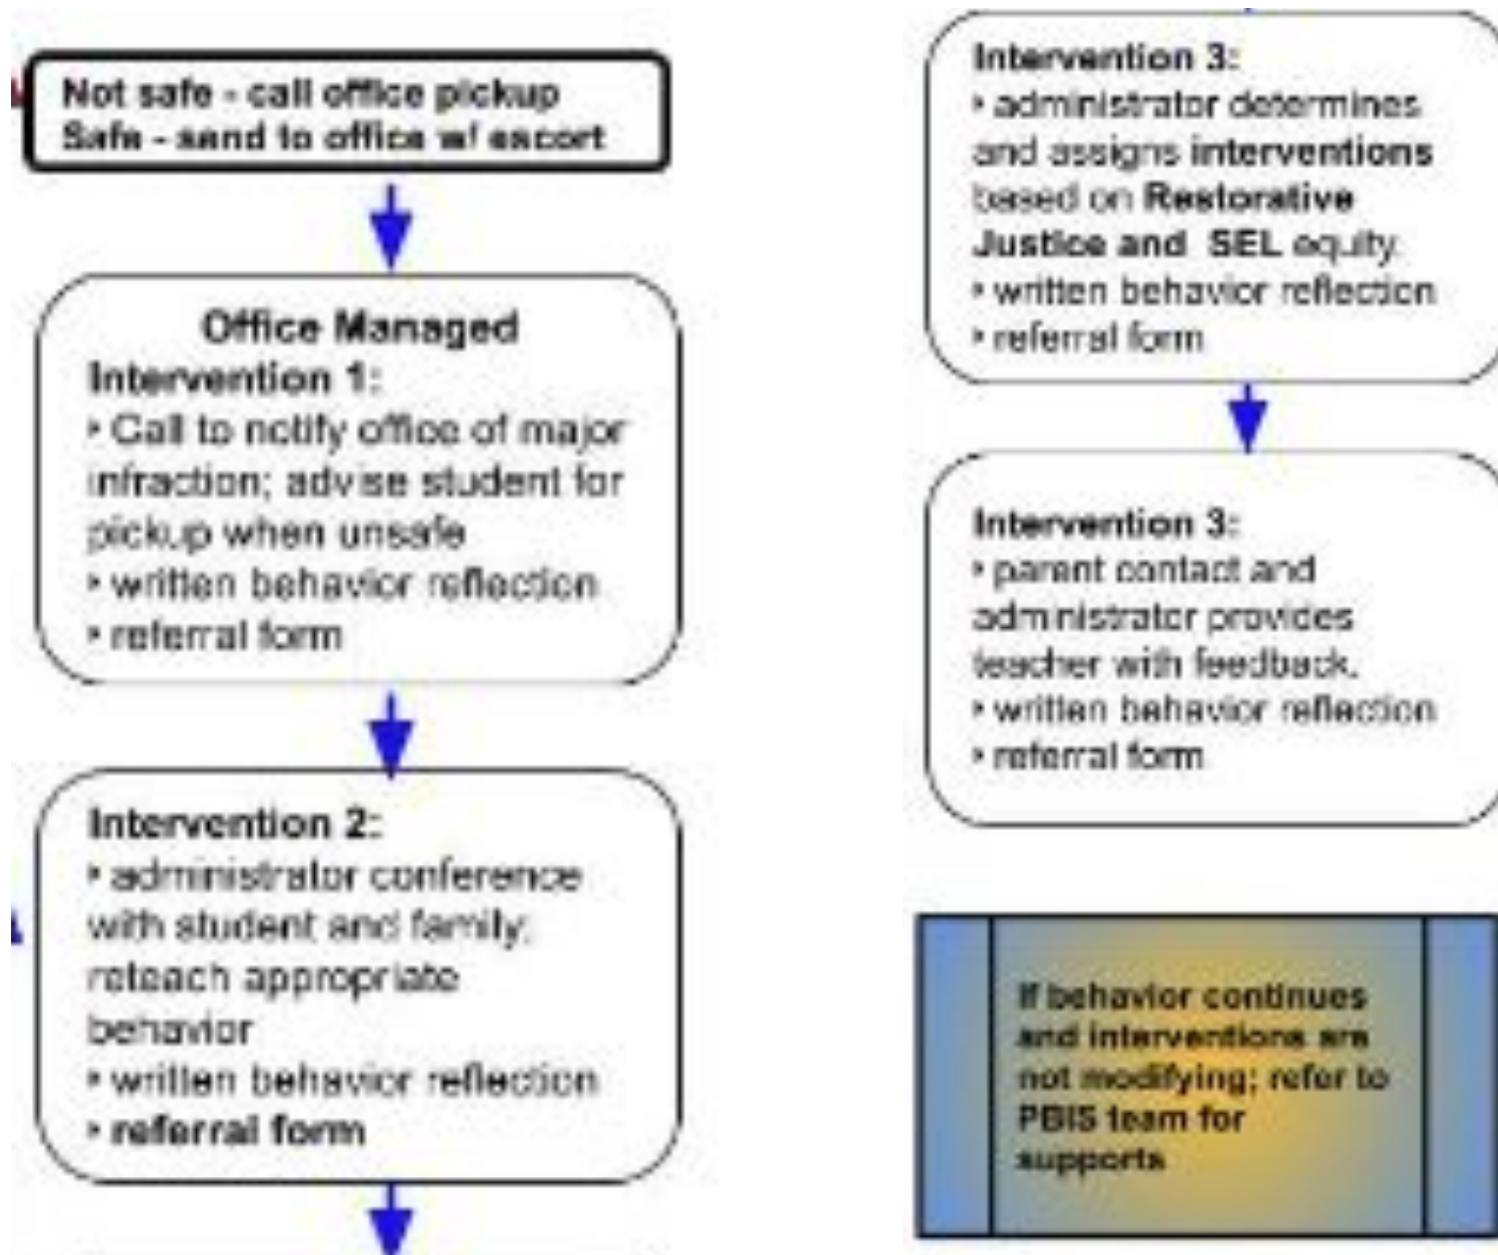 Not safe - call office pickup
Safe - send to office w/ escort
Office Managed
Intervention 1:
‣ Call to notify office of major
infraction; advise student for
pickup when unsafe
‣ written behavior reflection
‣ referral form
Intervention 2:
‣ administrator conference
with student and family;
reteach appropriate
behavior
‣ written behavior reflection
‣ referral form
Intervention 3:
‣ administrator determines
and assigns interventions
based on Restorative
Justice and SEL equity.
‣ written behavior reflection
‣ referral form
Intervention 3:
‣ parent contact and
administrator provides
teacher with feedback.
‣ written behavior reflection
‣ referral form
If behavior continues
and interventions are
not modifying; refer to
PBIS team for
supports